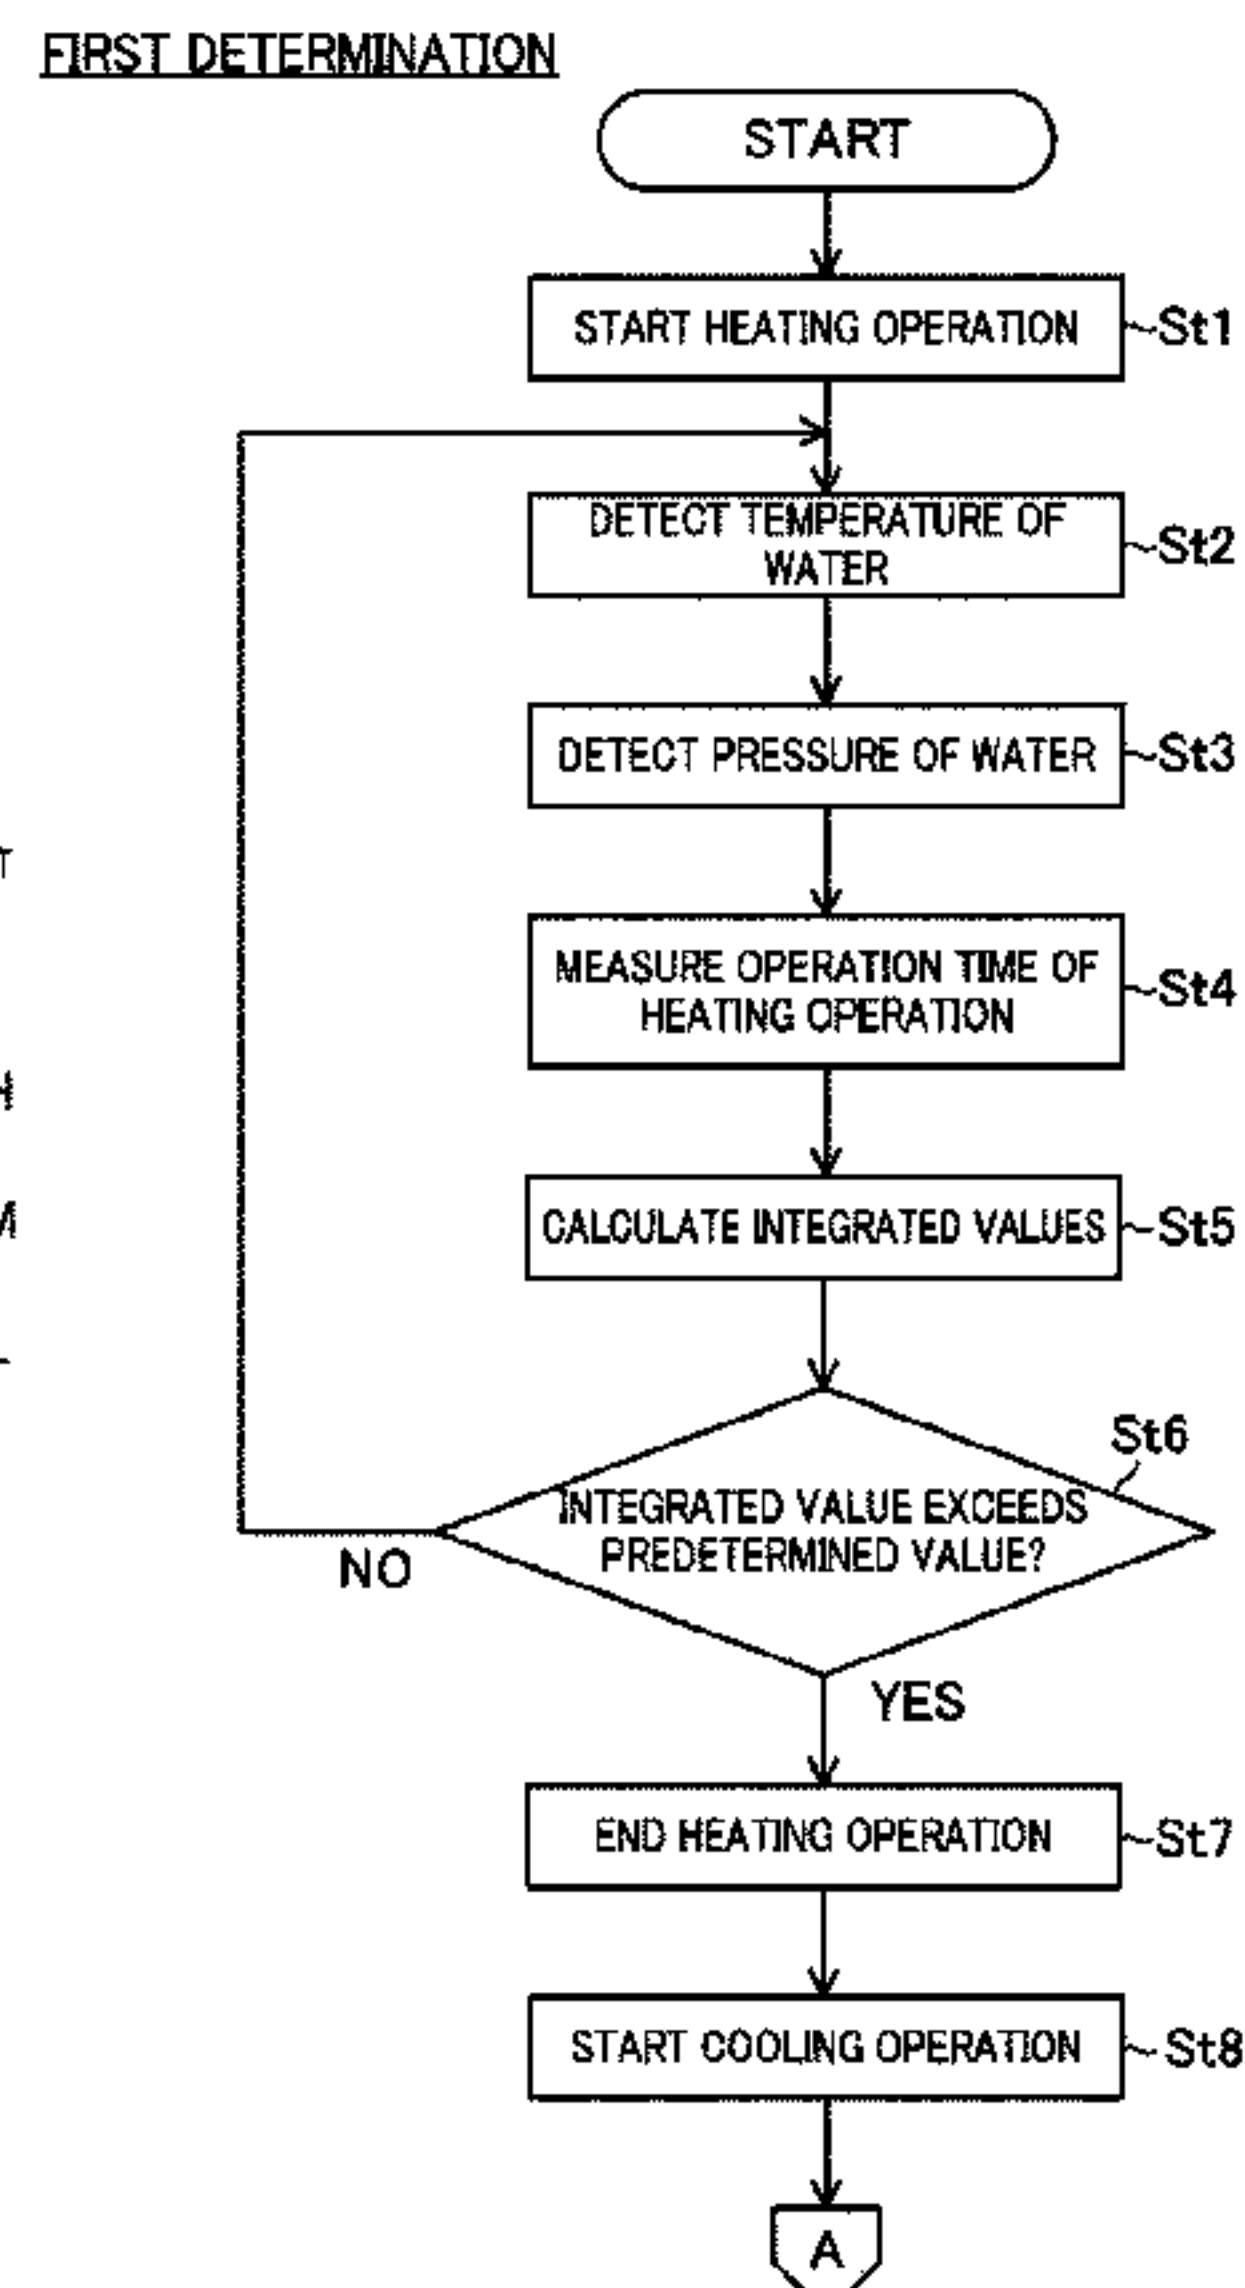 FIRST DETERMINATION
START
START HEATING OPERATION
St1
DETECT TEMPERATURE OF
WATER
St2
DETECT PRESSURE OF WATER
St3
MEASURE OPERATION TIME OF
HEATING OPERATION
St4
CALCULATE INTEGRATED VALUES
St5
St6
INTEGRATED VALUE EXCEEDS
PREDETERMINED VALUE?
NO
YES
END HEATING OPERATION
St7
START COOLING OPERATION
St8
A